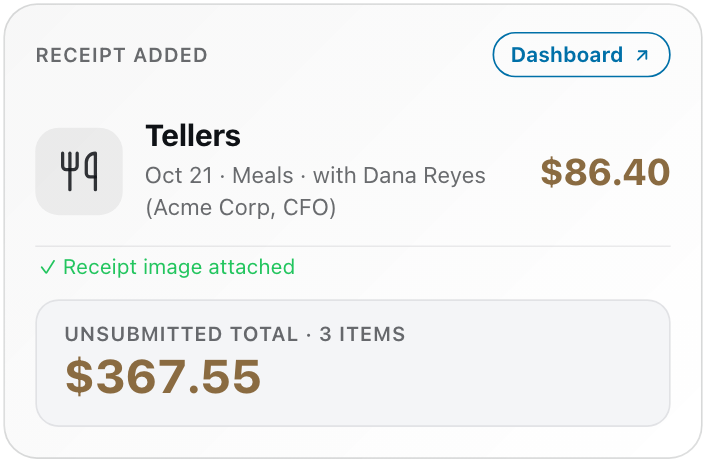 RECEIPT ADDED
Dashboard ↗
Tellers
Oct 21 · Meals · with Dana Reyes
(Acme Corp, CFO)
$86.40
✓ Receipt image attached
UNSUBMITTED TOTAL · 3 ITEMS
$367.55